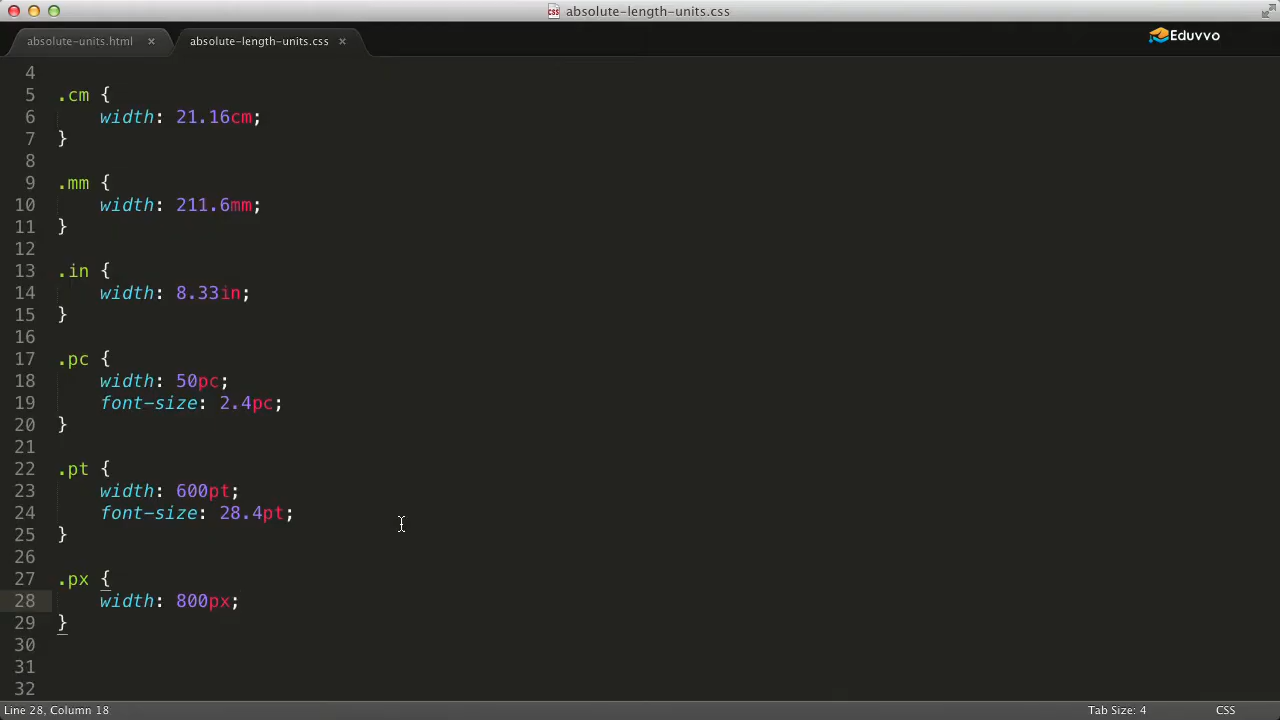 absolute-length-units.css
absolute-units.html × absolute-length-units.css × Eduvvo
4
5 .cm {
6 width: 21.16cm;
7 }
8
9 .mm {
10 width: 211.6mm;
11 }
12
13 .in {
14 width: 8.33in;
15 }
16
17 .pc {
18 width: 50pc;
19 font-size: 2.4pc;
20 }
21
22 .pt {
23 width: 600pt;
24 font-size: 28.4pt;
25 }
26
27 .px {
28 width: 800px;
29 }
30
31
32
Line 28, Column 18 Tab Size: 4 CSS